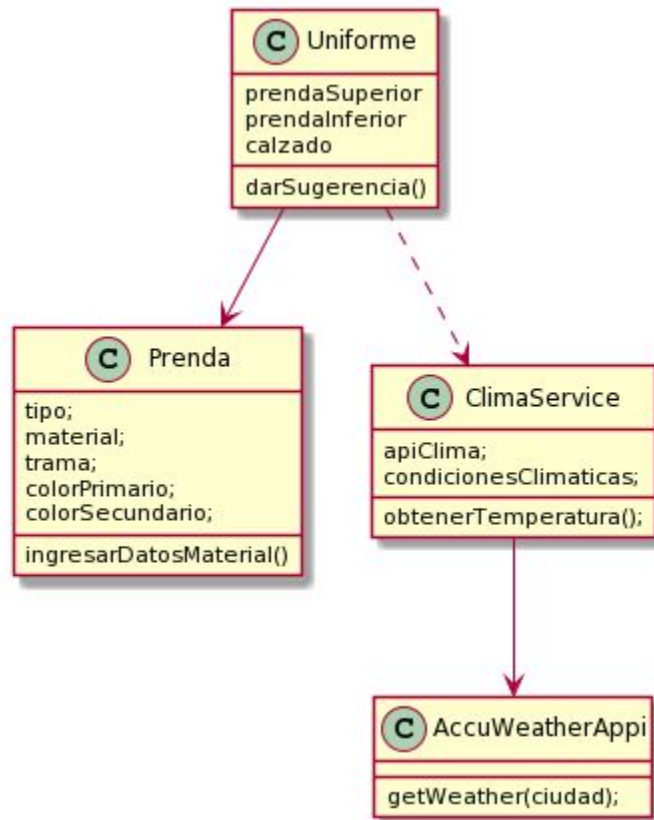 C Uniforme
prendaSuperior
prendaInferior
calzado
darSugerencia()
C Prenda
tipo;
material;
trama;
colorPrimario;
colorSecundario;
ingresarDatosMaterial()
C ClimaService
apiClima;
condicionesClimaticas;
obtenerTemperatura();
C AccuWeatherAppi
getWeather(ciudad);